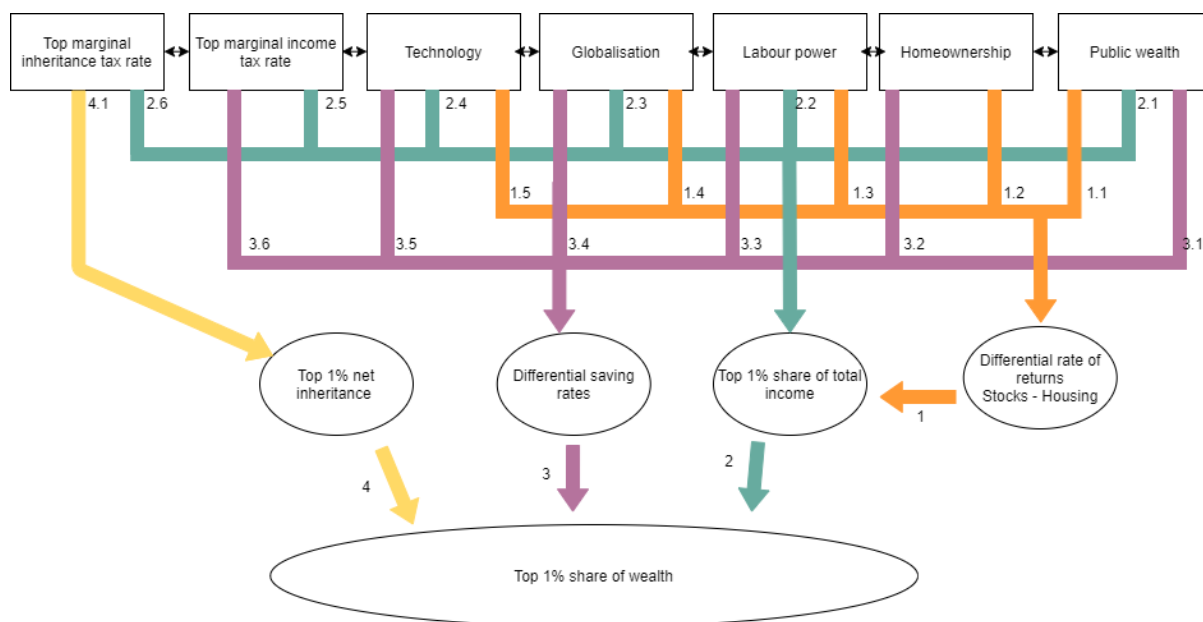 Top marginal
inheritance tax rate
Top marginal income
tax rate
Technology
Globalisation
Labour power
Homeownership
Public wealth
4.1
2.6
2.5
2.4
2.3
2.2
2.1
1.5
1.4
1.3
1.2
1.1
3.6
3.5
3.4
3.3
3.2
3.1
Top 1% net
inheritance
Differential saving
rates
Top 1% share of total
income
Differential rate of
returns
Stocks - Housing
1
4
3
2
Top 1% share of wealth